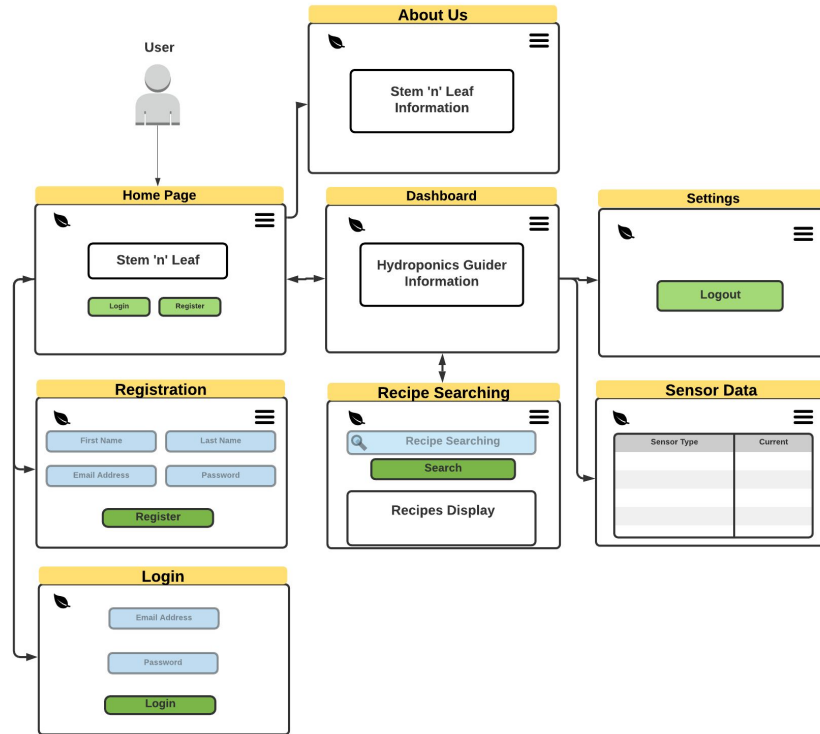 About Us
User
Stem 'n' Leaf
Information
Home Page
Dashboard
Settings
Stem 'n' Leaf
Login
Register
Hydroponics Guider
Information
Logout
Registration
Recipe Searching
Sensor Data
First Name
Last Name
Email Address
Password
Register
Recipe Searching
Search
Recipes Display
Sensor Type
Current
Login
Email Address
Password
Login